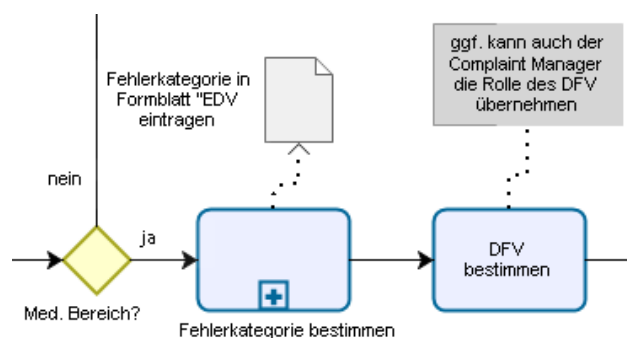 ggf. kann auch der
Complaint Manager
die Rolle des DFV
übernehmen
Fehlerkategorie in
Formblatt "EDV
eintragen
nein
ja
DFV
bestimmen
Med. Bereich?
Fehlerkategorie bestimmen